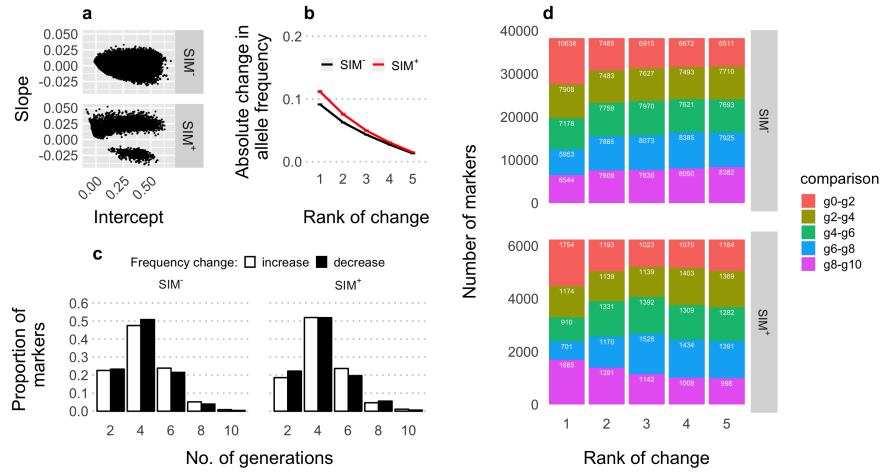 a
0.050
0.025
0.000
-0.025
SIM-
0.050
0.025
0.000
-0.025
SIM+
Slope
0.00
0.25
0.50
Intercept
b
Absolute change in
allele frequency
0.2
0.1
0.0
SIM- SIM+
1 2 3 4 5
Rank of change
c
Frequency change: increase decrease
SIM- SIM+
Proportion of
markers
0.6
0.5
0.4
0.3
0.2
0.1
0.0
2 4 6 8 10 2 4 6 8 10
No. of generations
d
Number of markers
40000
30000
20000
10000
0
10638 7485 6915 6672 6511
7908 7483 7627 7493 7710
7178 7759 7970 7621 7693
5953 7885 8073 8385 7925
6544 7609 7636 8050 8382
SIM-
6000
4000
2000
0
1754 1193 1023 1070 1184
1174 1139 1139 1403 1369
910 1331 1392 1309 1282
701 1170 1528 1434 1391
1685 1391 1142 1008 998
SIM+
1 2 3 4 5
Rank of change
comparison
g0-g2
g2-g4
g4-g6
g6-g8
g8-g10